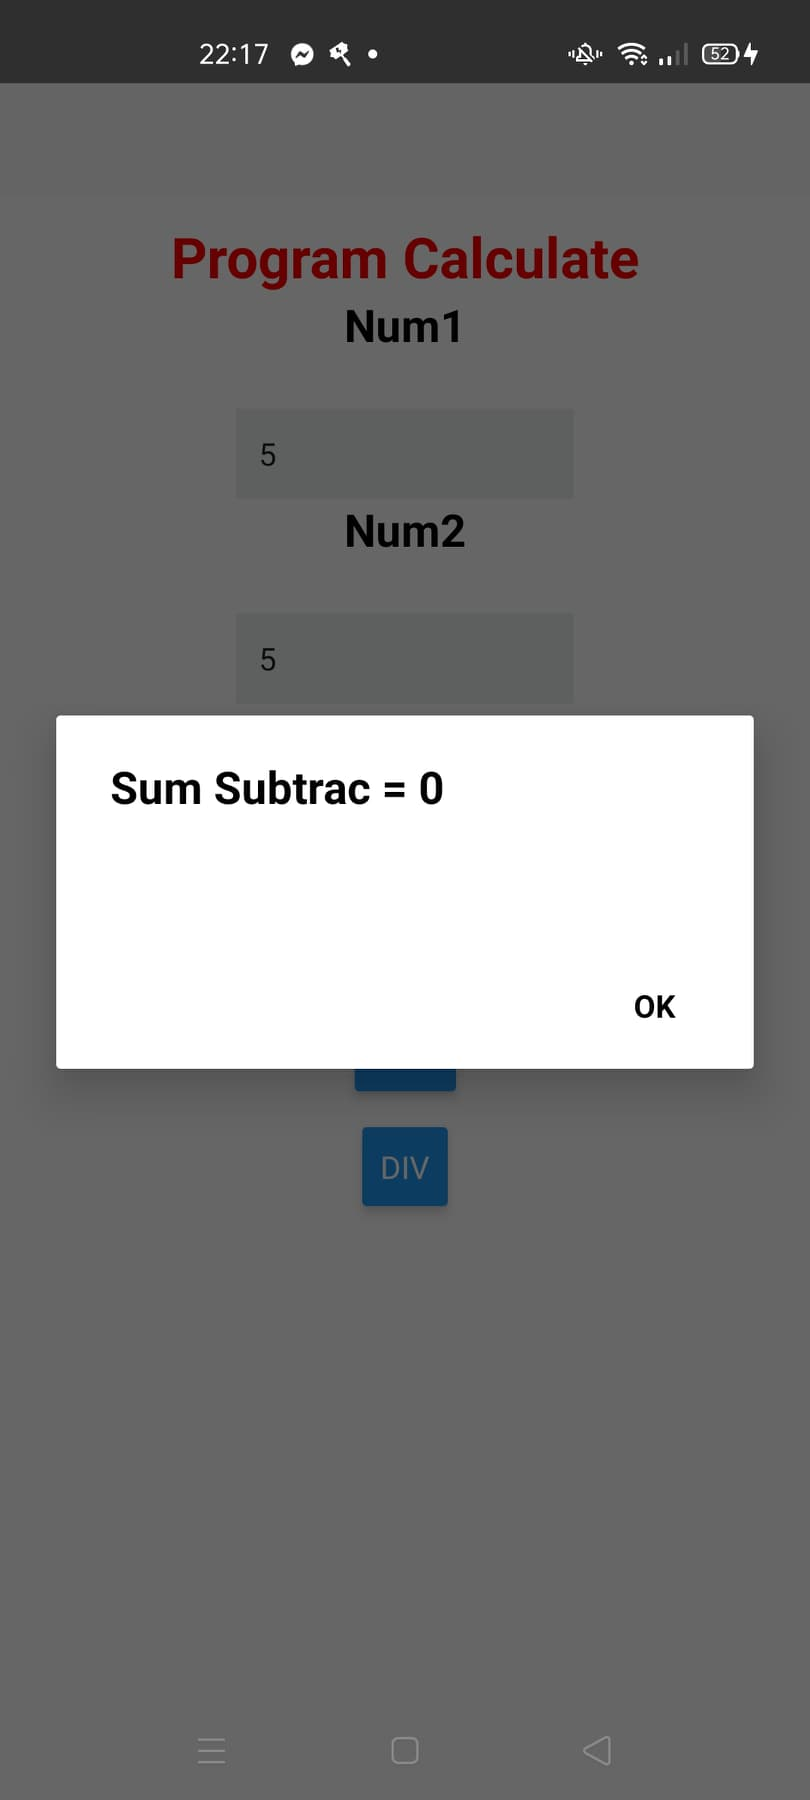 22:17
52
Program Calculate
Num1
5
Num2
5
Sum Subtrac = 0
OK
DIV